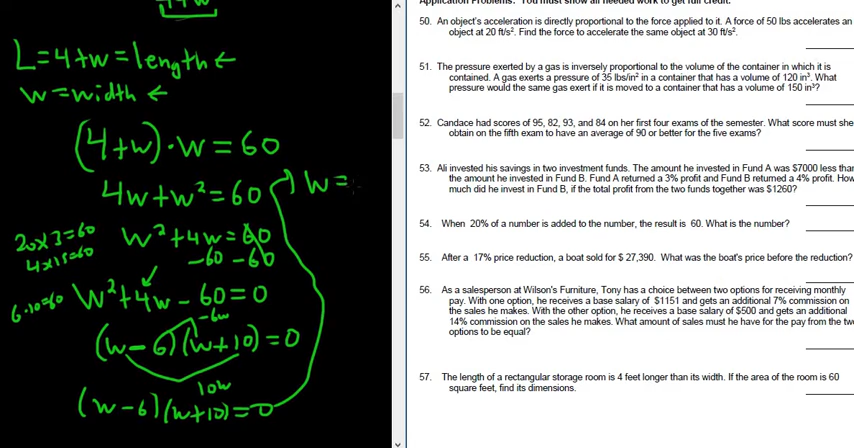 L = 4 + w = length ←
w = width ←
(4+w) · w = 60
4w + w² = 60
w =
20 x 3 = 60
w² + 4w = 60
4 x 15 = 60
-60 -60
6 · 10 = 60
w² + 4w - 60 = 0
-6w
(w - 6)(w + 10) = 0
10w
(w - 6)(w + 10) = 0
Application Problems: You must show all needed work to get full credit.
50. An object's acceleration is directly proportional to the force applied to it. A force of 50 lbs accelerates an
object at 20 ft/s². Find the force to accelerate the same object at 30 ft/s².
51. The pressure exerted by a gas is inversely proportional to the volume of the container in which it is
contained. A gas exerts a pressure of 35 lbs/in² in a container that has a volume of 120 in³. What
pressure would the same gas exert if it is moved to a container that has a volume of 150 in³?
52. Candace had scores of 95, 82, 93, and 84 on her first four exams of the semester. What score must she
obtain on the fifth exam to have an average of 90 or better for the five exams?
53. Ali invested his savings in two investment funds. The amount he invested in Fund A was $7000 less than
the amount he invested in Fund B. Fund A returned a 3% profit and Fund B returned a 4% profit. How
much did he invest in Fund B, if the total profit from the two funds together was $1260?
54. When 20% of a number is added to the number, the result is 60. What is the number?
55. After a 17% price reduction, a boat sold for $ 27,390. What was the boat's price before the reduction?
56. As a salesperson at Wilson's Furniture, Tony has a choice between two options for receiving monthly
pay. With one option, he receives a base salary of $1151 and gets an additional 7% commission on
the sales he makes. With the other option, he receives a base salary of $500 and gets an additional
14% commission on the sales he makes. What amount of sales must he have for the pay from the two
options to be equal?
57. The length of a rectangular storage room is 4 feet longer than its width. If the area of the room is 60
square feet, find its dimensions.